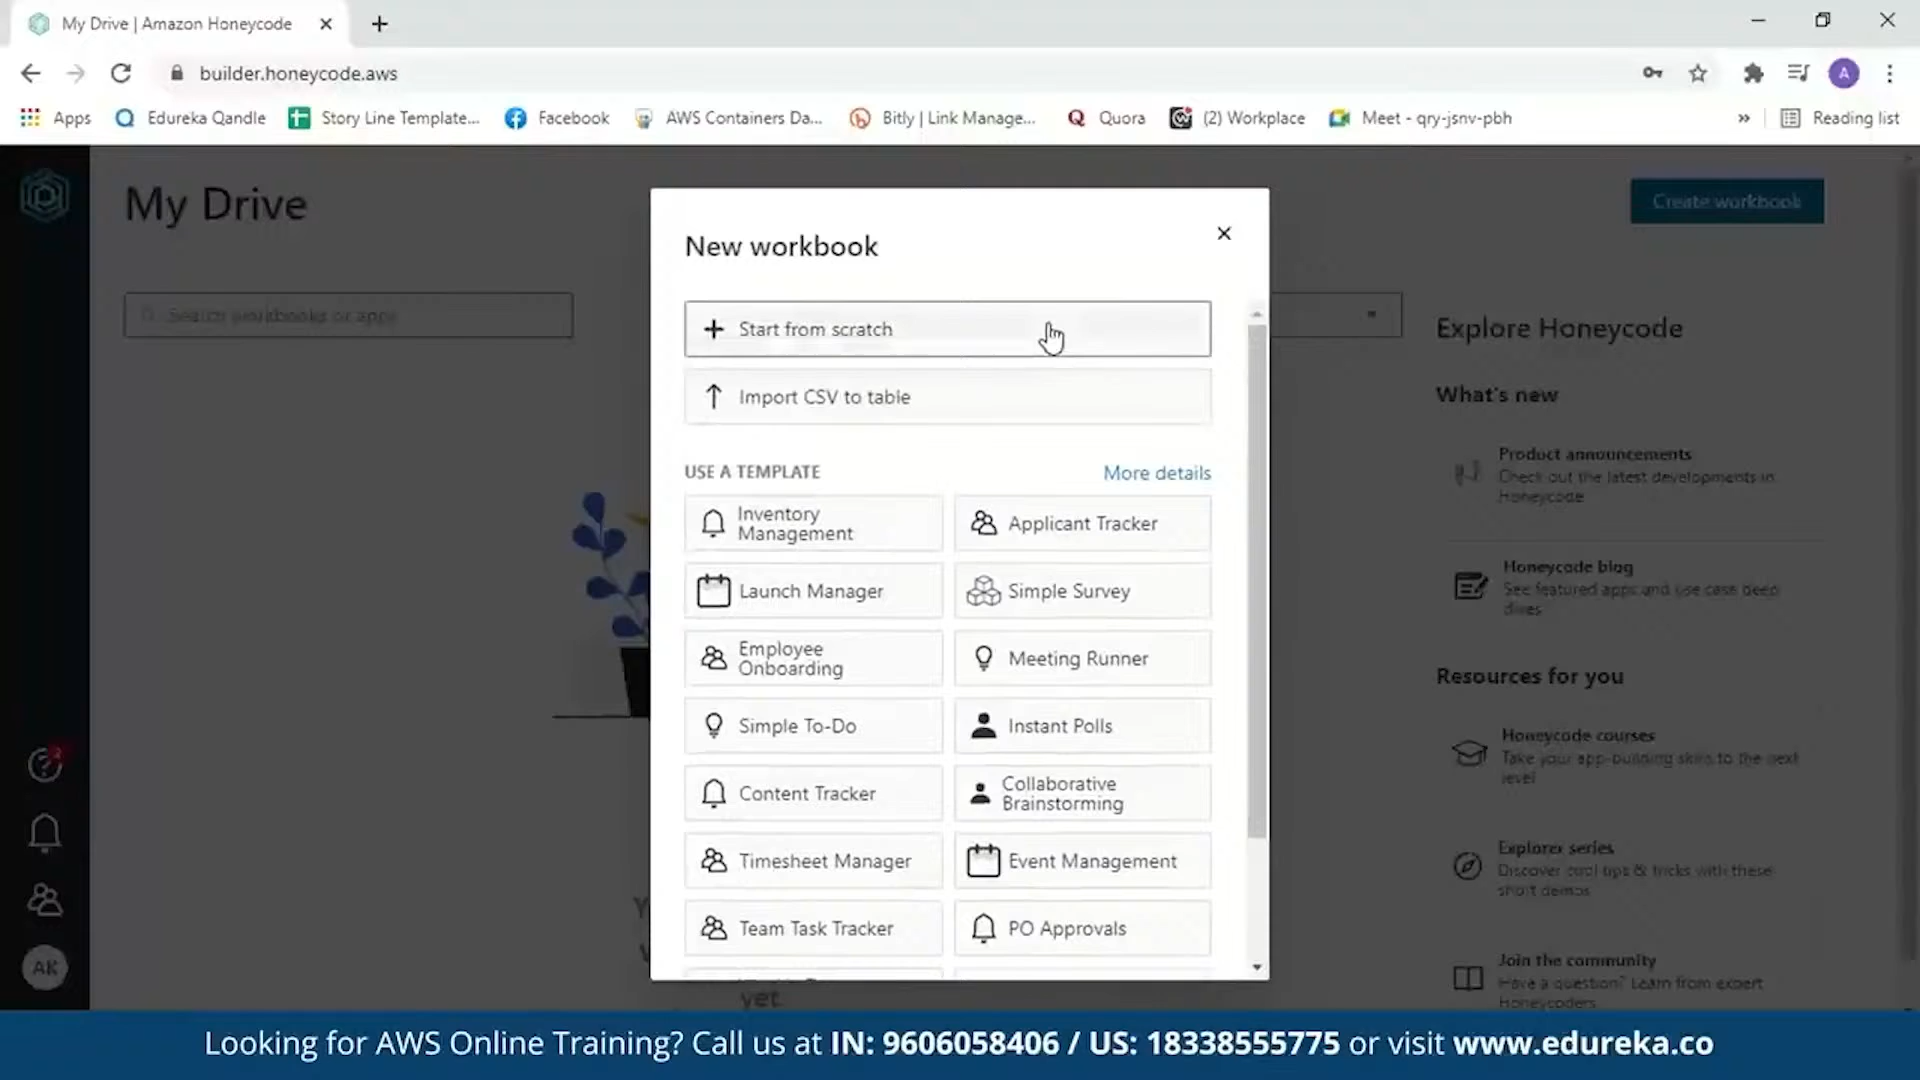 My Drive | Amazon Honeycode
builder.honeycode.aws
Apps
Edureka Qandle
Story Line Template...
Facebook
AWS Containers Da...
Bitly | Link Manage...
Quora
(2) Workplace
Meet - qry-jsnv-pbh
»
Reading list
A
My Drive
Create workbook
Search workbooks or apps
New workbook
Start from scratch
Import CSV to table
USE A TEMPLATE
More details
Inventory
Management
Applicant Tracker
Launch Manager
Simple Survey
Employee
Onboarding
Meeting Runner
Simple To-Do
Instant Polls
Content Tracker
Collaborative
Brainstorming
Timesheet Manager
Event Management
Team Task Tracker
PO Approvals
yet
Explore Honeycode
What's new
Product announcements
Check out the latest developments in
Honeycode
Honeycode blog
See featured apps and use case deep
dives
Resources for you
Honeycode courses
Take your app-building skills to the next
level
Explorer series
Discover cool tips & tricks with these
short demos
Join the community
Have a question? Learn from expert
Honeycoders
2
AK
Looking for AWS Online Training? Call us at IN: 9606058406 / US: 18338555775 or visit www.edureka.co